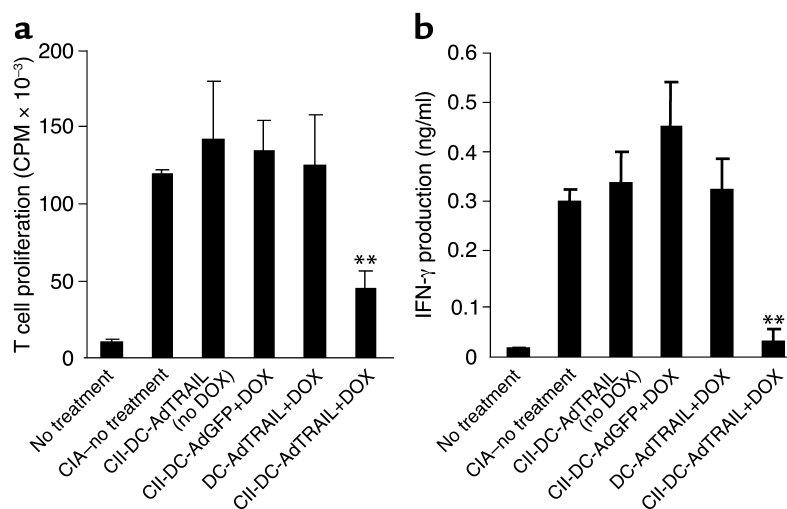 a
T cell proliferation (CPM × 10⁻³)
200
150
100
50
0
**
No treatment
CIA–no treatment
CII-DC-AdTRAIL
(no DOX)
CII-DC-AdGFP+DOX
DC-AdTRAIL+DOX
CII-DC-AdTRAIL+DOX
b
IFN-γ production (ng/ml)
0.6
0.5
0.4
0.3
0.2
0.1
0
**
No treatment
CIA–no treatment
CII-DC-AdTRAIL
(no DOX)
CII-DC-AdGFP+DOX
DC-AdTRAIL+DOX
CII-DC-AdTRAIL+DOX